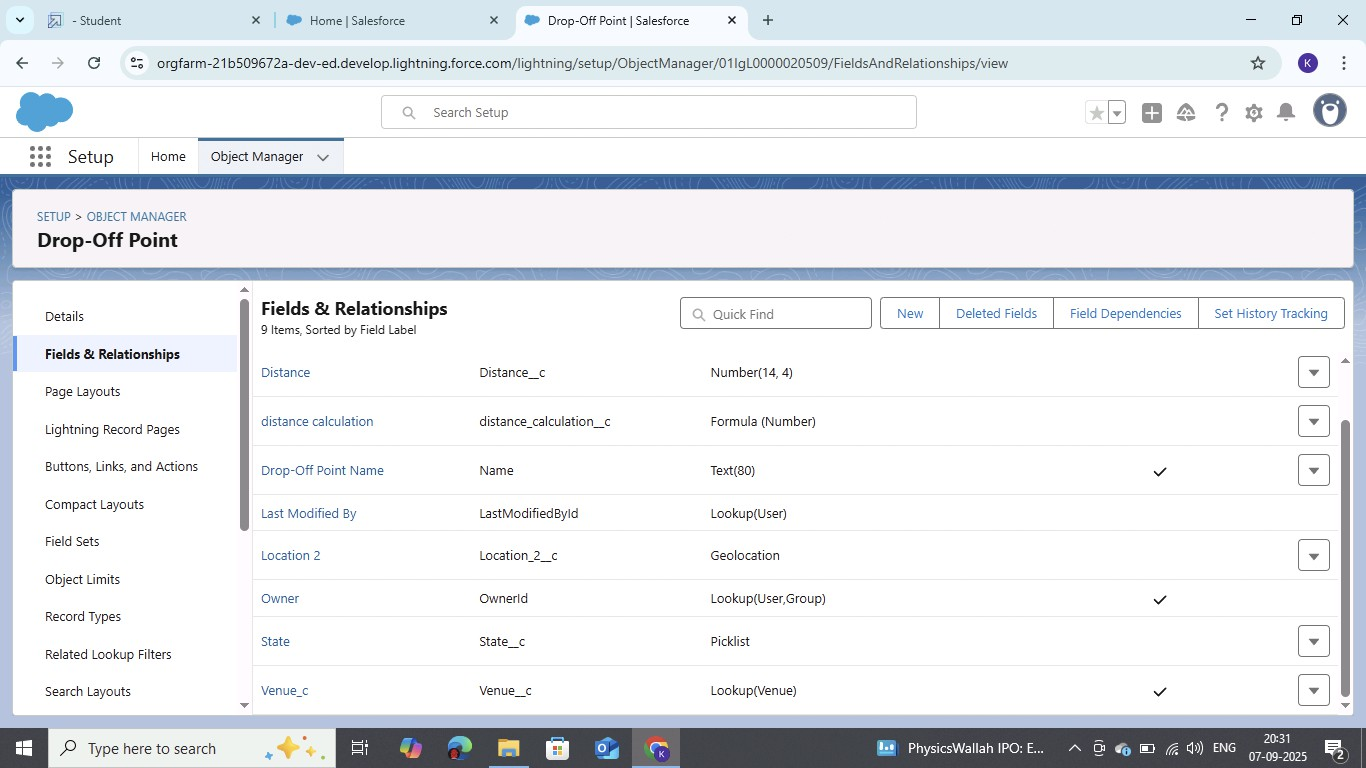 - Student
Home | Salesforce
Drop-Off Point | Salesforce
orgfarm-21b509672a-dev-ed.develop.lightning.force.com/lightning/setup/ObjectManager/01IgL0000020509/FieldsAndRelationships/view
K
Search Setup
Setup
Home
Object Manager
SETUP > OBJECT MANAGER
Drop-Off Point
Details
Fields & Relationships
Page Layouts
Lightning Record Pages
Buttons, Links, and Actions
Compact Layouts
Field Sets
Object Limits
Record Types
Related Lookup Filters
Search Layouts
Fields & Relationships
9 Items, Sorted by Field Label
Quick Find
New
Deleted Fields
Field Dependencies
Set History Tracking
Distance Distance__c Number(14, 4)
distance calculation distance_calculation__c Formula (Number)
Drop-Off Point Name Name Text(80)
Last Modified By LastModifiedById Lookup(User)
Location 2 Location_2__c Geolocation
Owner OwnerId Lookup(User,Group)
State State__c Picklist
Venue_c Venue__c Lookup(Venue)
Type here to search
K
PhysicsWallah IPO: E...
ENG
20:31
07-09-2025
2